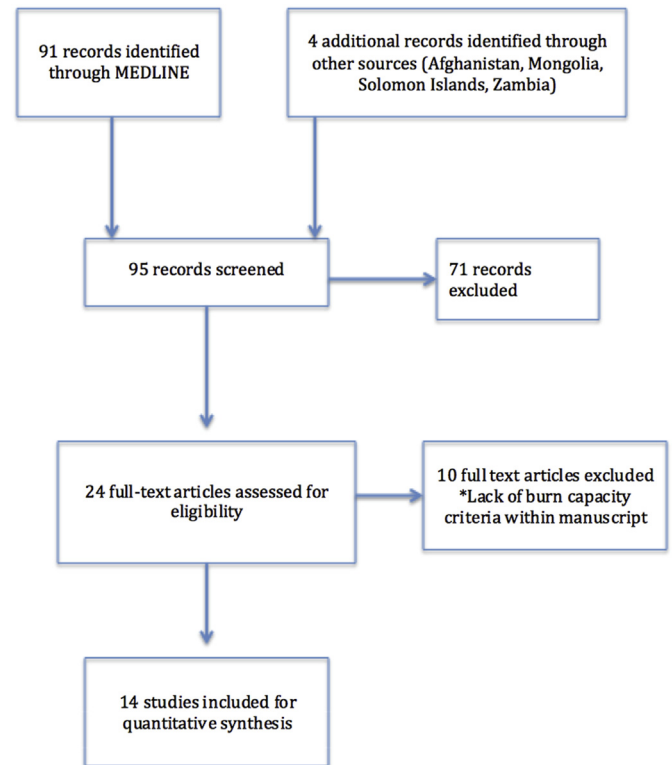 91 records identified
through MEDLINE
4 additional records identified through
other sources (Afghanistan, Mongolia,
Solomon Islands, Zambia)
95 records screened
71 records
excluded
24 full-text articles assessed for
eligibility
10 full text articles excluded
*Lack of burn capacity
criteria within manuscript
14 studies included for
quantitative synthesis